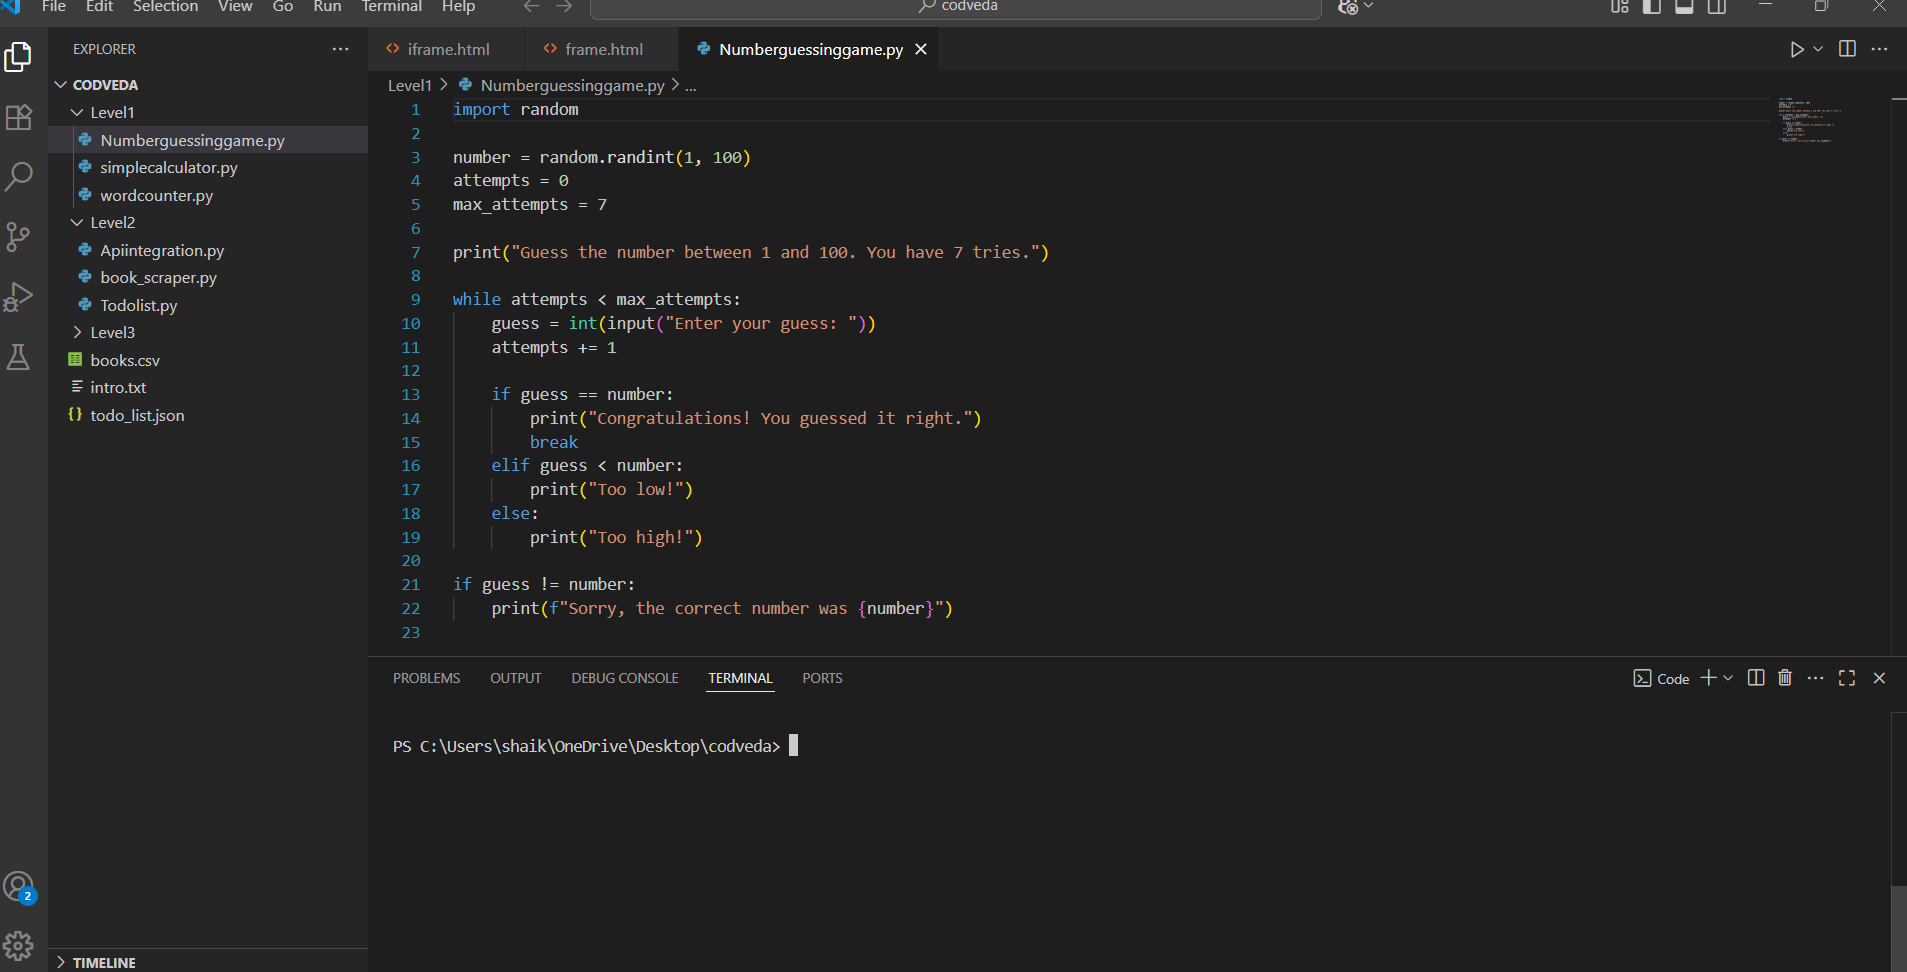 File Edit Selection View Go Run Terminal Help codveda
EXPLORER
iframe.html frame.html Numberguessinggame.py
CODVEDA
Level1
Numberguessinggame.py
simplecalculator.py
wordcounter.py
Level2
Apiintegration.py
book_scraper.py
Todolist.py
Level3
books.csv
intro.txt
todo_list.json
2
TIMELINE
Level1 > Numberguessinggame.py > ...
1 import random
2
3 number = random.randint(1, 100)
4 attempts = 0
5 max_attempts = 7
6
7 print("Guess the number between 1 and 100. You have 7 tries.")
8
9 while attempts < max_attempts:
10     guess = int(input("Enter your guess: "))
11     attempts += 1
12
13     if guess == number:
14         print("Congratulations! You guessed it right.")
15         break
16     elif guess < number:
17         print("Too low!")
18     else:
19         print("Too high!")
20
21 if guess != number:
22     print(f"Sorry, the correct number was {number}")
23
PROBLEMS OUTPUT DEBUG CONSOLE TERMINAL PORTS Code
PS C:\Users\shaik\OneDrive\Desktop\codveda>